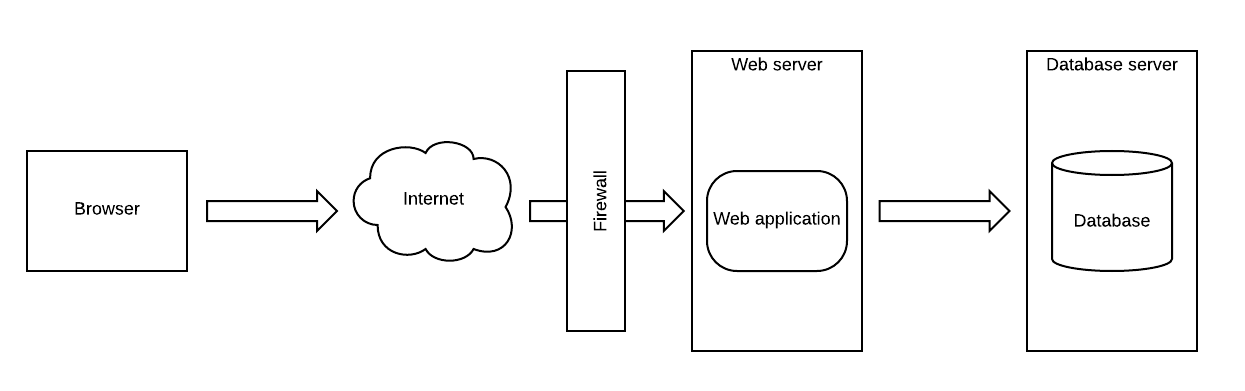 Browser
Internet
Firewall
Web server
Web application
Database server
Database